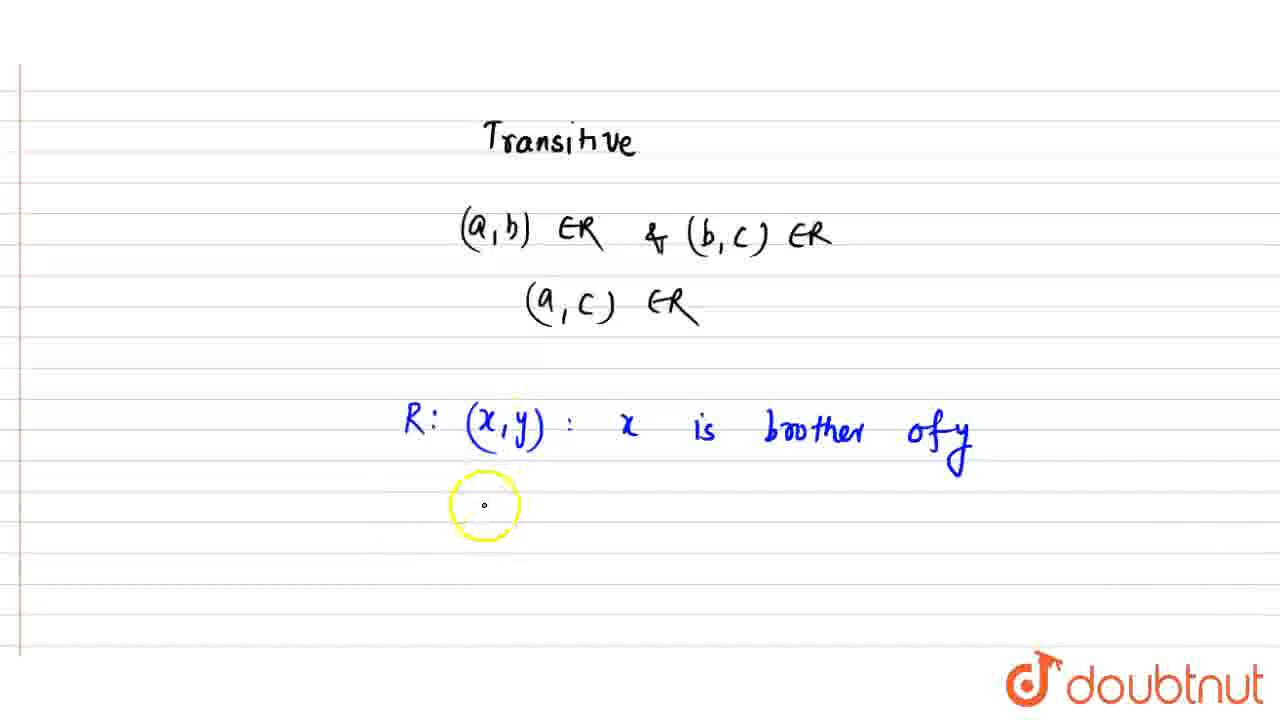 Transitive
(a,b) ∈R & (b,c) ∈R
(a,c) ∈R
R: (x,y) : x is brother of y
doubtnut